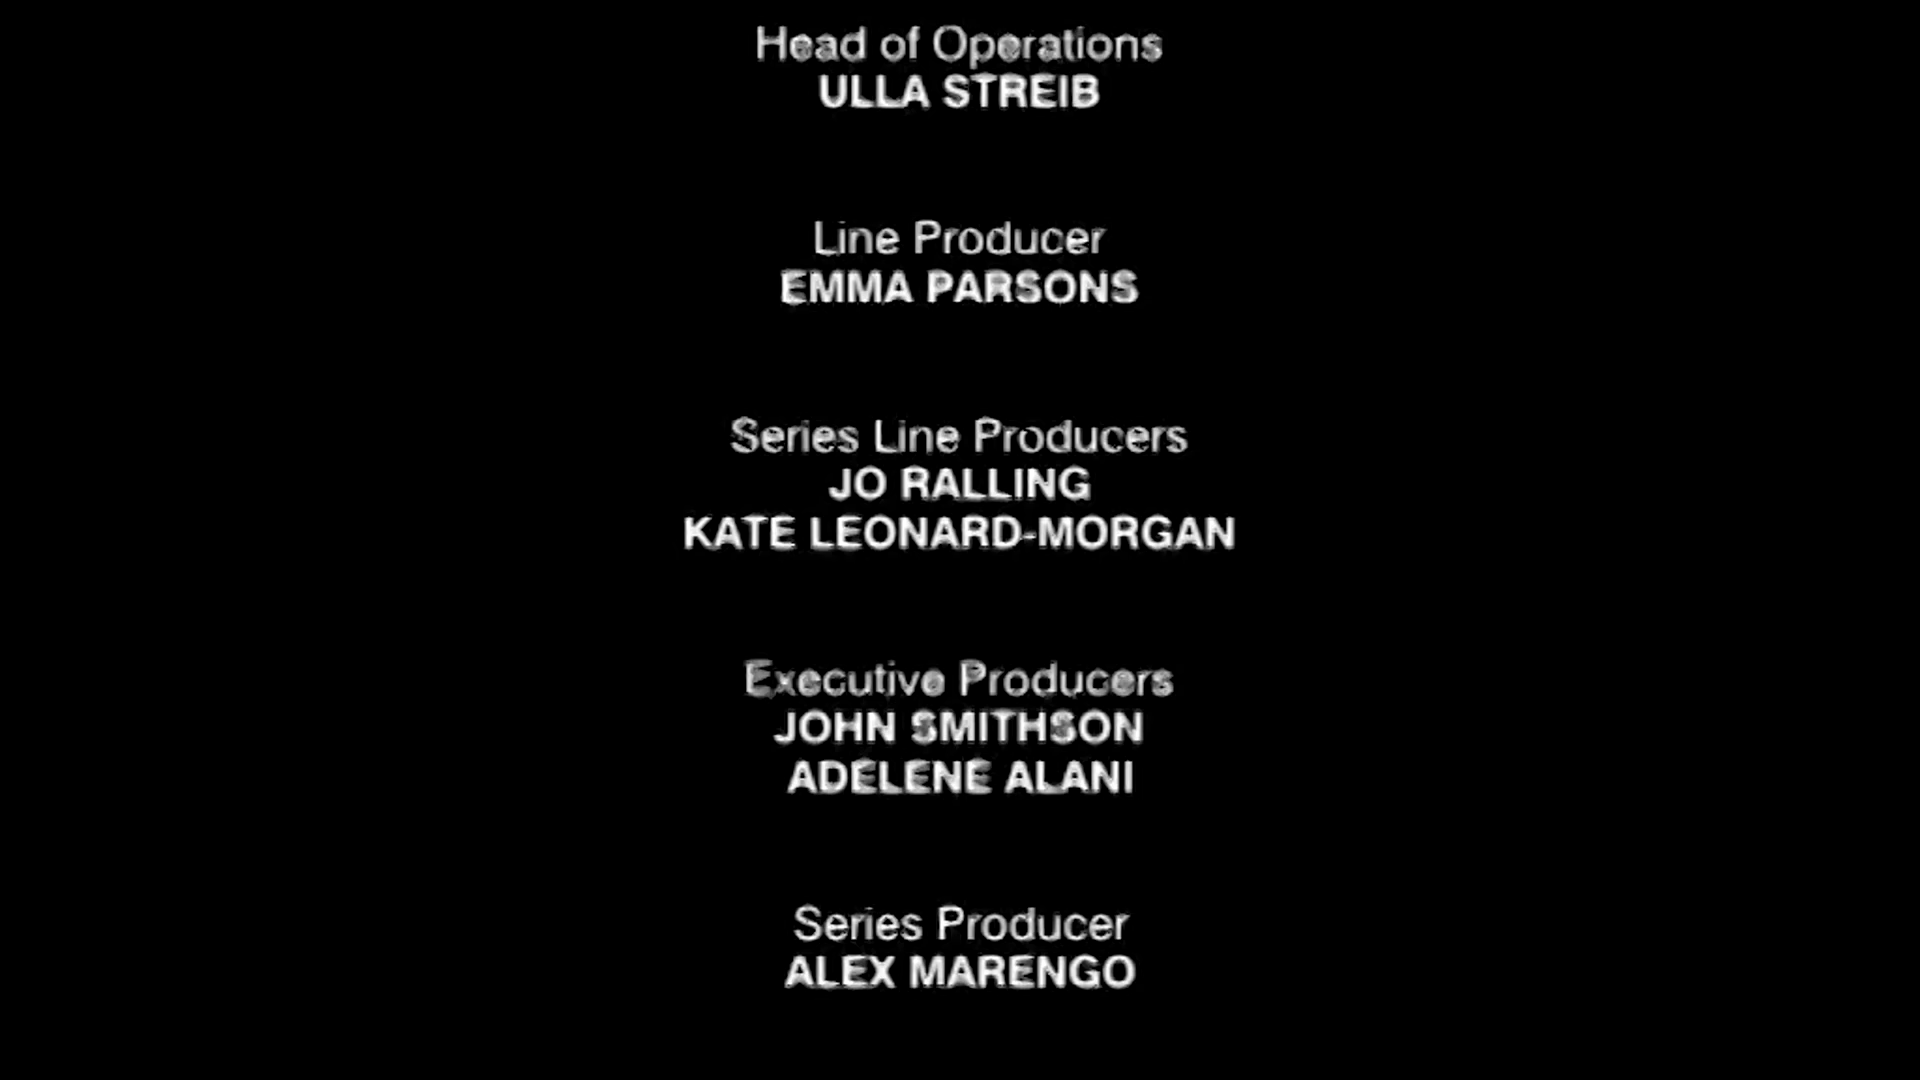 Head of Operations
ULLA STREIB
Line Producer
EMMA PARSONS
Series Line Producers
JO RALLING
KATE LEONARD-MORGAN
Executive Producers
JOHN SMITHSON
ADELENE ALANI
Series Producer
ALEX MARENGO